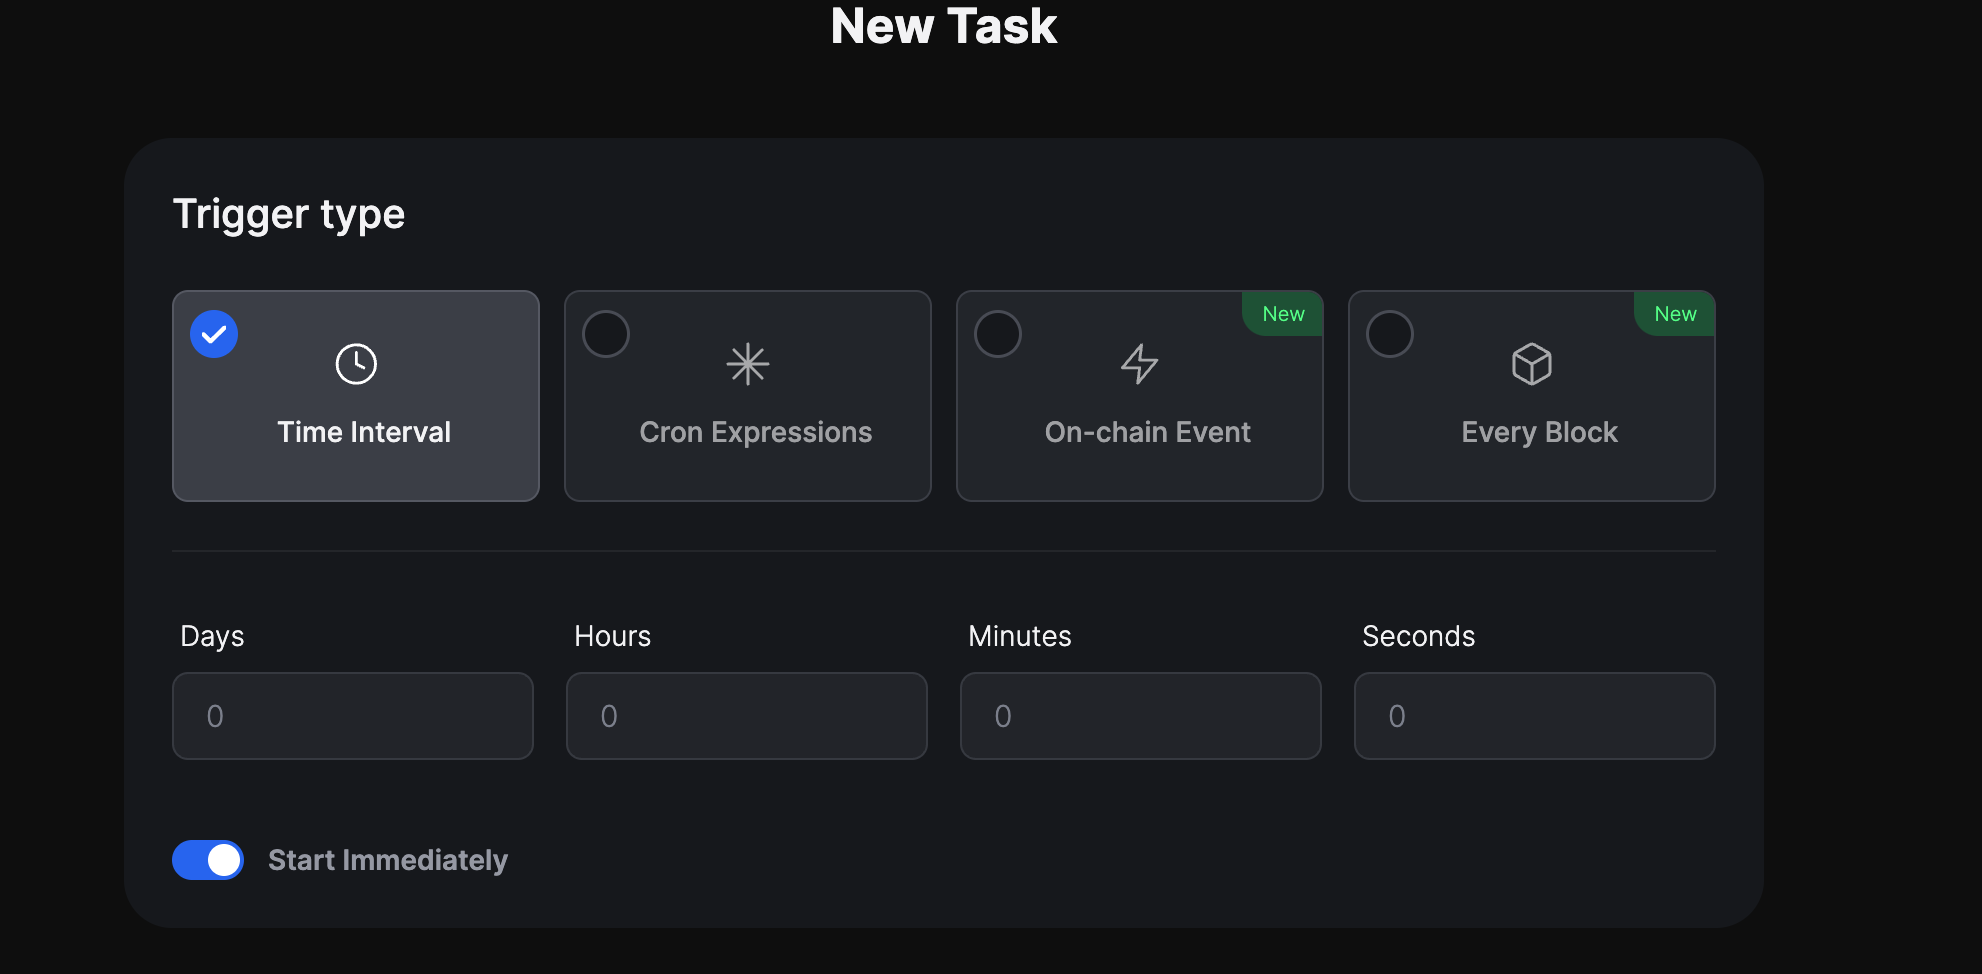 New Task
Trigger type
Time Interval
Cron Expressions
New
On-chain Event
New
Every Block
Days
Hours
Minutes
Seconds
0
0
0
0
Start Immediately